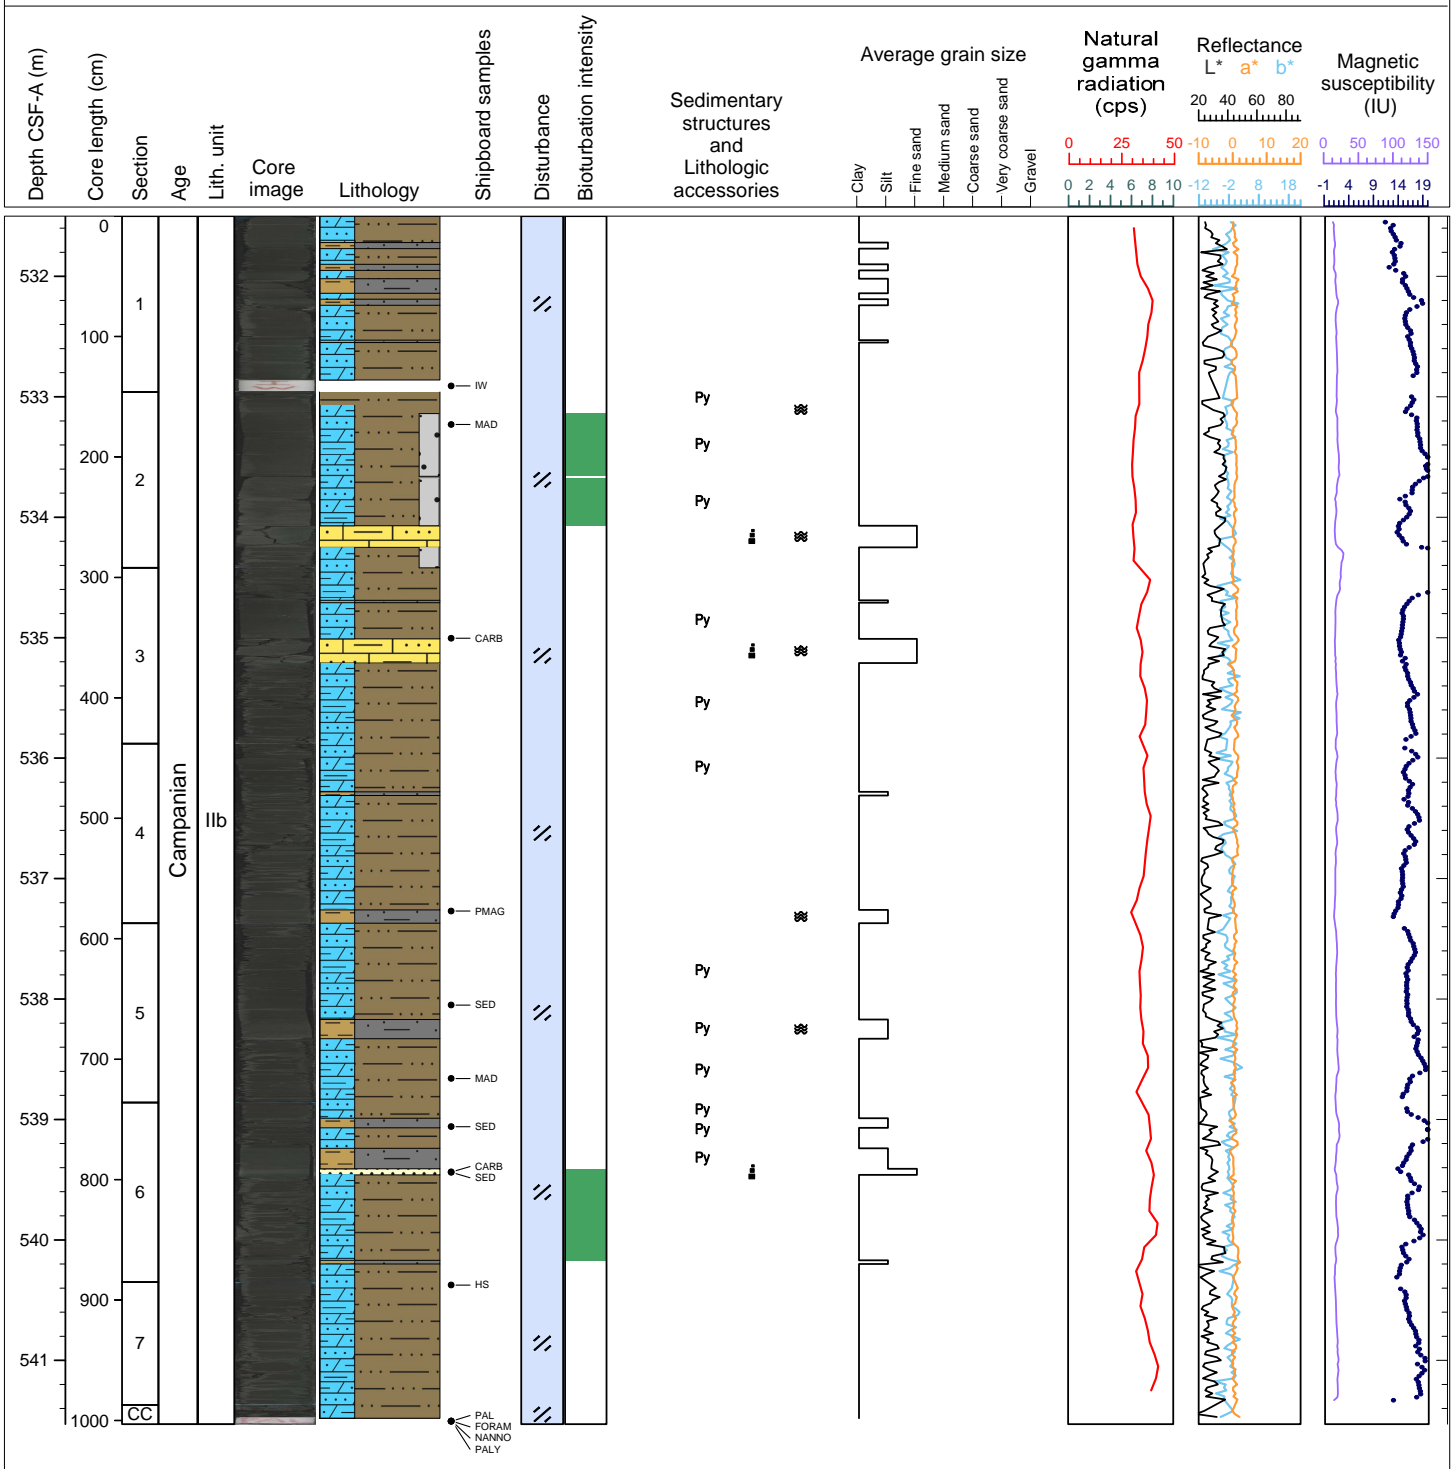 Depth CSF-A (m)
Core length (cm)
Section
Age
Lith. unit
Core
image
Lithology
Shipboard samples
Disturbance
Bioturbation intensity
Sedimentary
structures
and
Lithologic
accessories
Average grain size
Clay
Silt
Fine sand
Medium sand
Coarse sand
Very coarse sand
Gravel
Natural
gamma
radiation
(cps)
0 25 50
0 2 4 6 8 10
Reflectance
L* a* b*
20 40 60 80
-10 0 10 20
-12 -2 8 18
Magnetic
susceptibility
(IU)
0 50 100 150
-1 4 9 14 19
532
533
534
535
536
537
538
539
540
541
0
100
200
300
400
500
600
700
800
900
1000
1
2
3
4
5
6
7
CC
Campanian
IIb
IW
MAD
CARB
PMAG
SED
MAD
SED
CARB
SED
HS
PAL
FORAM
NANNO
PALY
Py
Py
Py
Py
Py
Py
Py
Py
Py
Py
Py
Py